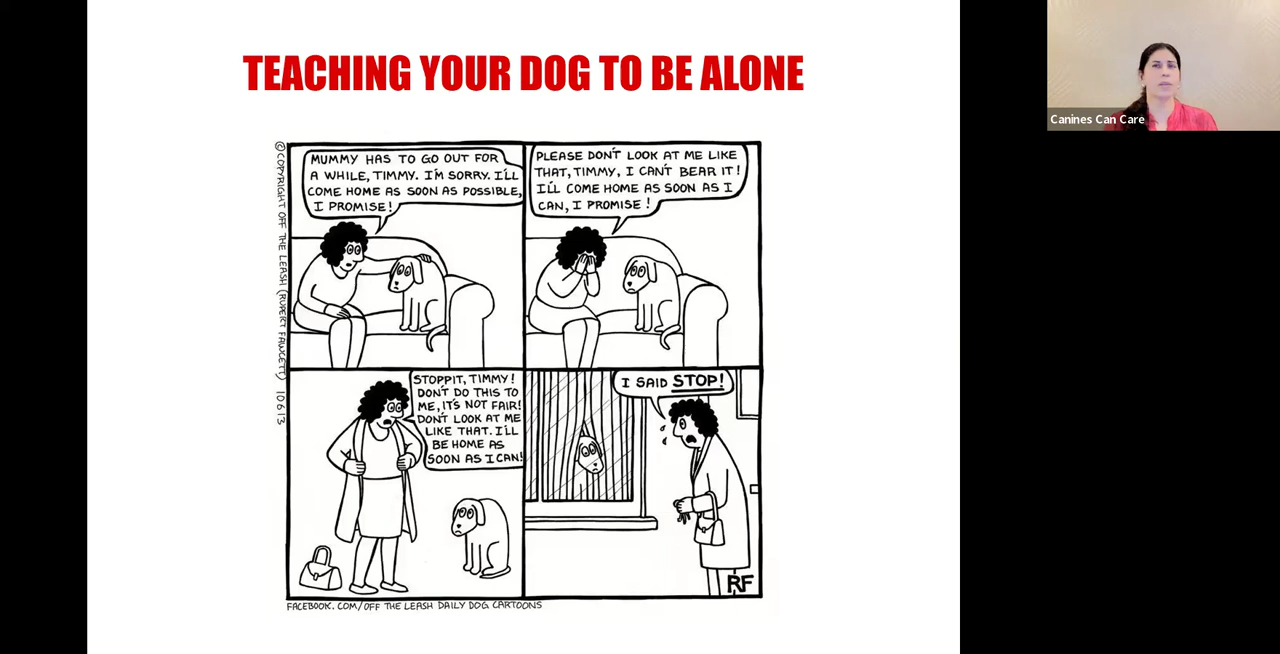 TEACHING YOUR DOG TO BE ALONE
Canines Can Care
©COPYRIGHT OFF THE LEASH (RUPERT FAWCETT) 10613
MUMMY HAS TO GO OUT FOR
A WHILE, TIMMY. I'M SORRY. I'LL
COME HOME AS SOON AS POSSIBLE,
I PROMISE!
PLEASE DON'T LOOK AT ME LIKE
THAT, TIMMY, I CAN'T BEAR IT!
I'LL COME HOME AS SOON AS I
CAN, I PROMISE!
STOPPIT, TIMMY!
DON'T DO THIS TO
ME, IT'S NOT FAIR!
DON'T LOOK AT ME
LIKE THAT. I'LL
BE HOME AS
SOON AS I CAN!
I SAID STOP!
RF
FACEBOOK.COM/OFF THE LEASH DAILY DOG CARTOONS